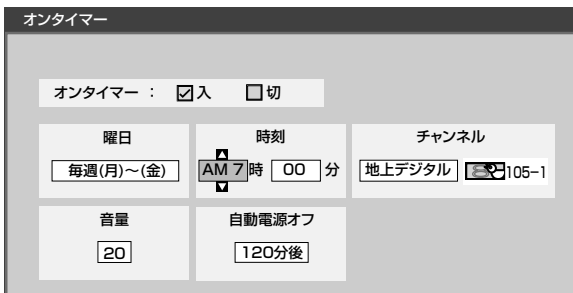 オンタイマー
オンタイマー : 入 切
曜日
毎週(月)~(金)
時刻
AM 7 時 00 分
チャンネル
地上デジタル 105-1
音量
20
自動電源オフ
120分後